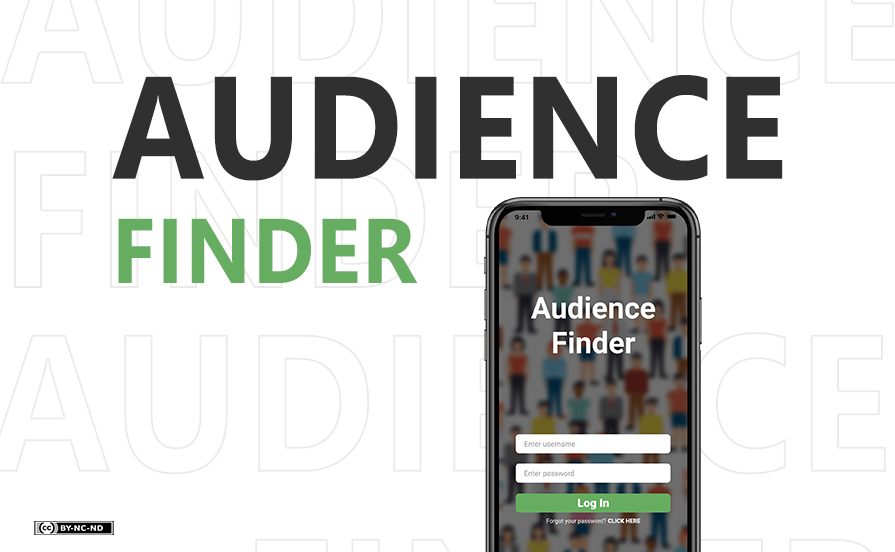 AUDIENCE
FINDER
AUDIENCE
FINDER
AUDIENCE
FINDER
9:41
Audience
Finder
Enter username
Enter password
Log In
Forgot your password? CLICK HERE
cc BY-NC-ND